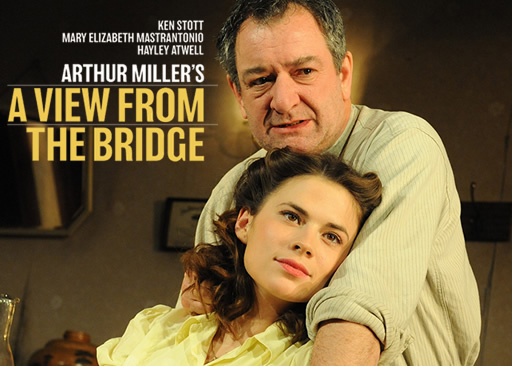 KEN STOTT
MARY ELIZABETH MASTRANTONIO
HAYLEY ATWELL
ARTHUR MILLER'S
A VIEW FROM
THE BRIDGE